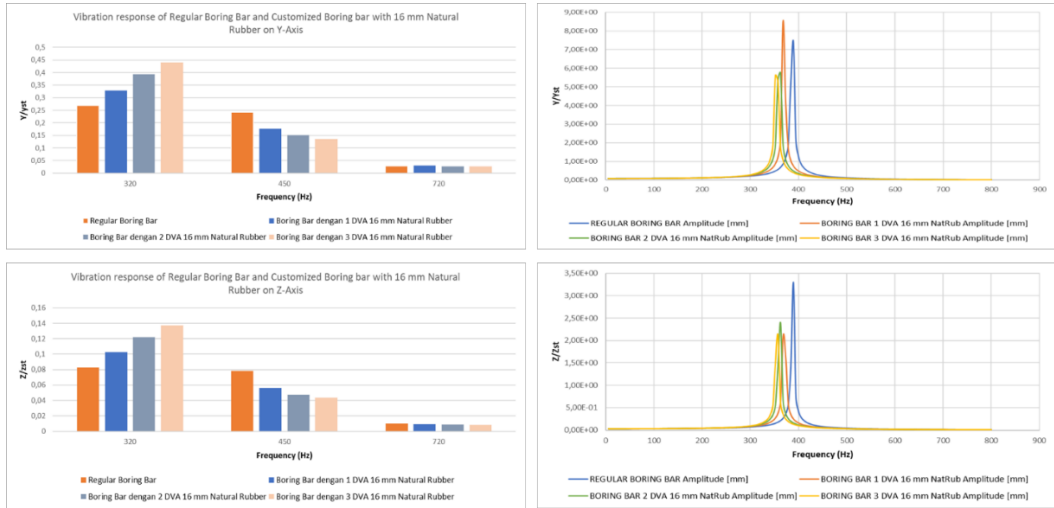 Vibration response of Regular Boring Bar and Customized Boring bar with 16 mm Natural
Rubber on Y-Axis
Y/yst
0,5
0,45
0,4
0,35
0,3
0,25
0,2
0,15
0,1
0,05
0
320
450
720
Frequency (Hz)
Regular Boring Bar
Boring Bar dengan 1 DVA 16 mm Natural Rubber
Boring Bar dengan 2 DVA 16 mm Natural Rubber
Boring Bar dengan 3 DVA 16 mm Natural Rubber
Y/yst
9,00E+00
8,00E+00
7,00E+00
6,00E+00
5,00E+00
4,00E+00
3,00E+00
2,00E+00
1,00E+00
0,00E+00
0
100
200
300
400
500
600
700
800
900
Frequency (Hz)
REGULAR BORING BAR Amplitude [mm]
BORING BAR 1 DVA 16 mm NatRub Amplitude [mm]
BORING BAR 2 DVA 16 mm NatRub Amplitude [mm]
BORING BAR 3 DVA 16 mm NatRub Amplitude [mm]
Vibration response of Regular Boring Bar and Customized Boring bar with 16 mm Natural
Rubber on Z-Axis
Z/zst
0,16
0,14
0,12
0,1
0,08
0,06
0,04
0,02
0
320
450
720
Frequency (Hz)
Regular Boring Bar
Boring Bar dengan 1 DVA 16 mm Natural Rubber
Boring Bar dengan 2 DVA 16 mm Natural Rubber
Boring Bar dengan 3 DVA 16 mm Natural Rubber
Z/Zst
3,50E+00
3,00E+00
2,50E+00
2,00E+00
1,50E+00
1,00E+00
5,00E-01
0,00E+00
0
100
200
300
400
500
600
700
800
900
Frequency (Hz)
REGULAR BORING BAR Amplitude [mm]
BORING BAR 1 DVA 16 mm NatRub Amplitude [mm]
BORING BAR 2 DVA 16 mm NatRub Amplitude [mm]
BORING BAR 3 DVA 16 mm NatRub Amplitude [mm]